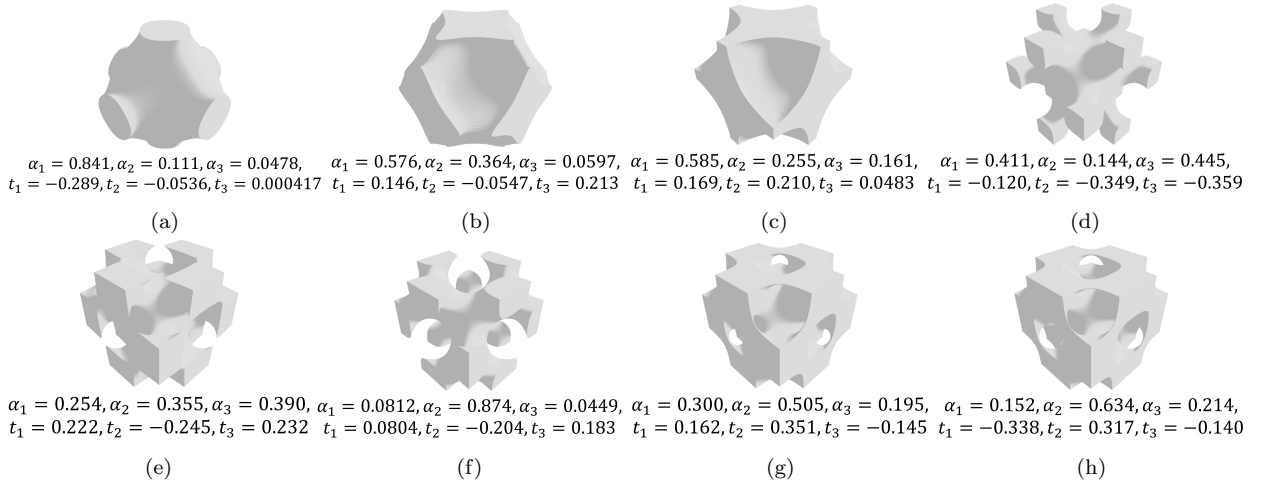 α₁ = 0.841, α₂ = 0.111, α₃ = 0.0478,
t₁ = −0.289, t₂ = −0.0536, t₃ = 0.000417
(a)
α₁ = 0.576, α₂ = 0.364, α₃ = 0.0597,
t₁ = 0.146, t₂ = −0.0547, t₃ = 0.213
(b)
α₁ = 0.585, α₂ = 0.255, α₃ = 0.161,
t₁ = 0.169, t₂ = 0.210, t₃ = 0.0483
(c)
α₁ = 0.411, α₂ = 0.144, α₃ = 0.445,
t₁ = −0.120, t₂ = −0.349, t₃ = −0.359
(d)
α₁ = 0.254, α₂ = 0.355, α₃ = 0.390,
t₁ = 0.222, t₂ = −0.245, t₃ = 0.232
(e)
α₁ = 0.0812, α₂ = 0.874, α₃ = 0.0449,
t₁ = 0.0804, t₂ = −0.204, t₃ = 0.183
(f)
α₁ = 0.300, α₂ = 0.505, α₃ = 0.195,
t₁ = 0.162, t₂ = 0.351, t₃ = −0.145
(g)
α₁ = 0.152, α₂ = 0.634, α₃ = 0.214,
t₁ = −0.338, t₂ = 0.317, t₃ = −0.140
(h)